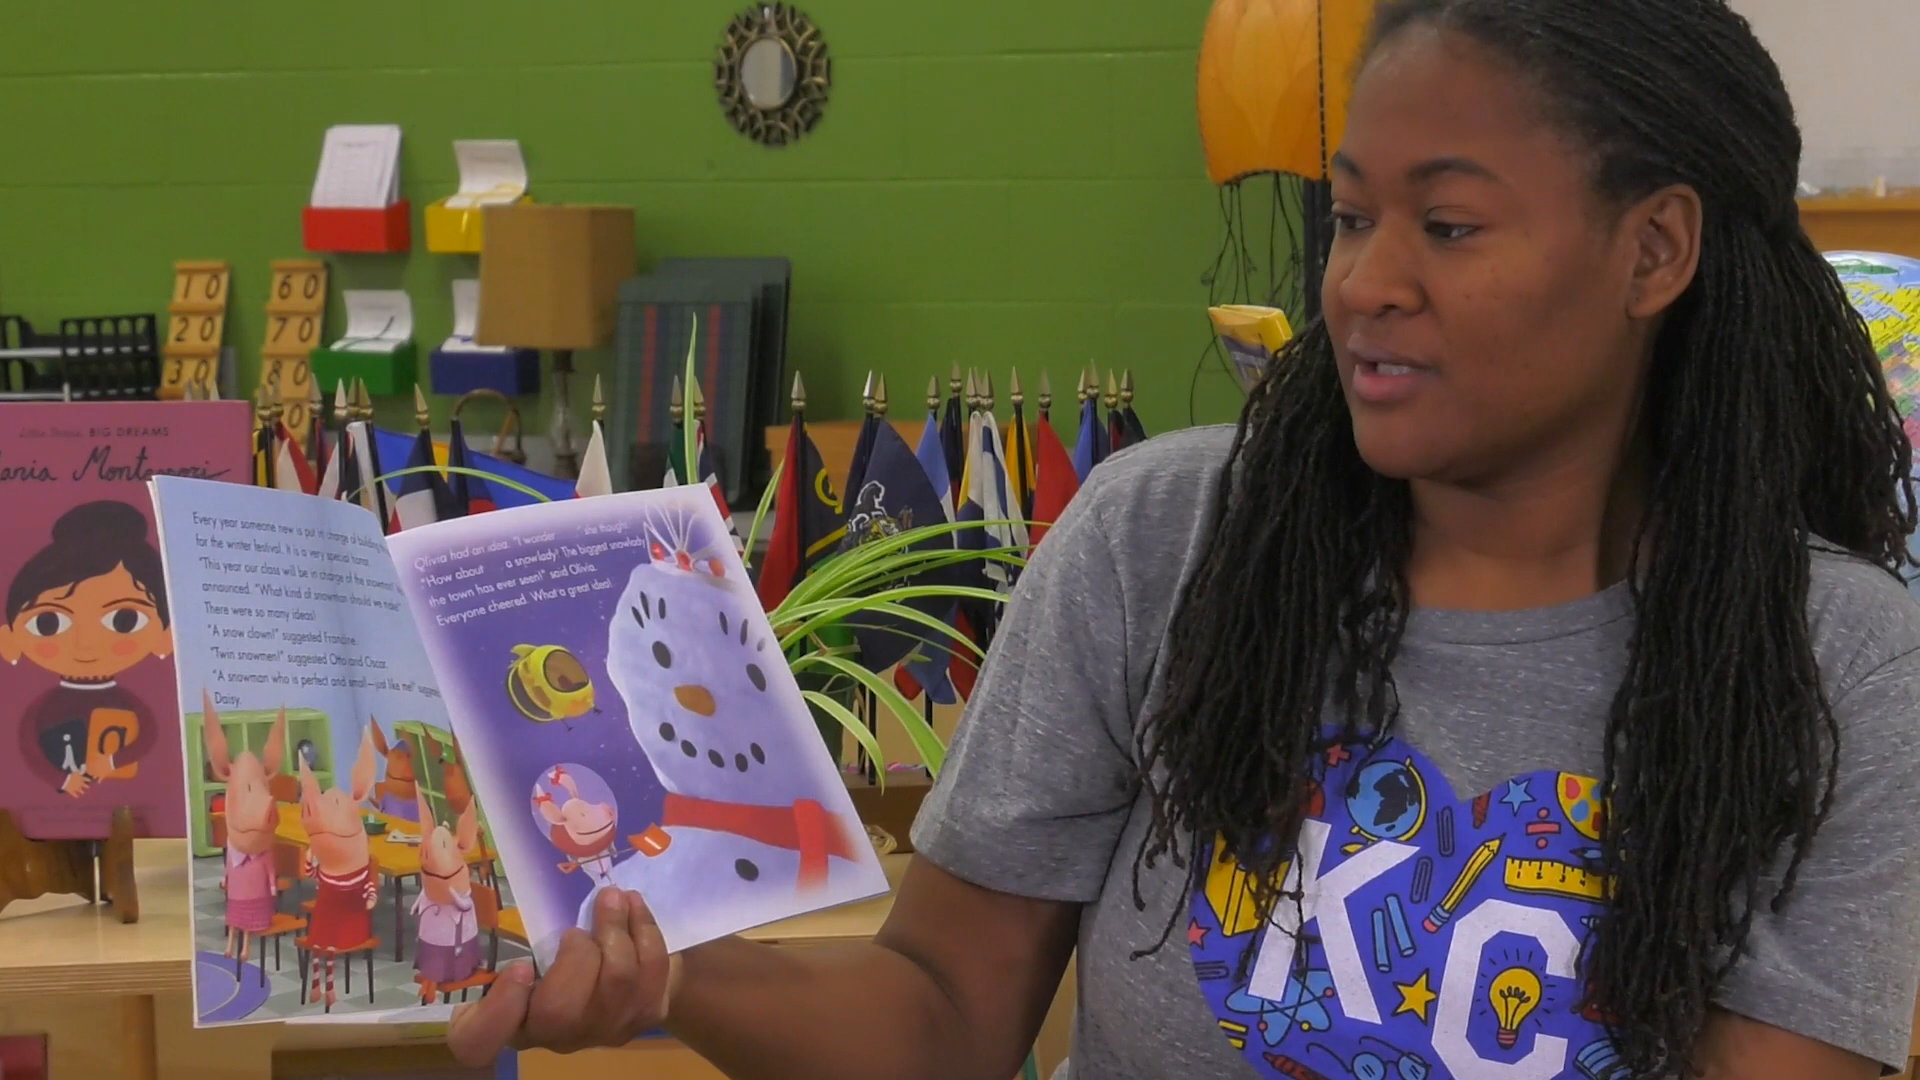 10
20
30
60
70
80
0
Little People, BIG DREAMS
Maria Montessori
i a
Every year someone new is put in charge of building
for the winter festival. It is a very special honor.
"This year our class will be in charge of the snowman!"
announced. "What kind of snowman should we make?"
There were so many ideas!
"A snow clown!" suggested Francine.
"Twin snowmen!" suggested Otto and Oscar.
"A snowman who is perfect and small—just like me!" suggested
Daisy.
Olivia had an idea. "I wonder . . ." she thought.
"How about . . . a snowlady? The biggest snowlady
the town has ever seen!" said Olivia.
Everyone cheered. What a great idea!
KC